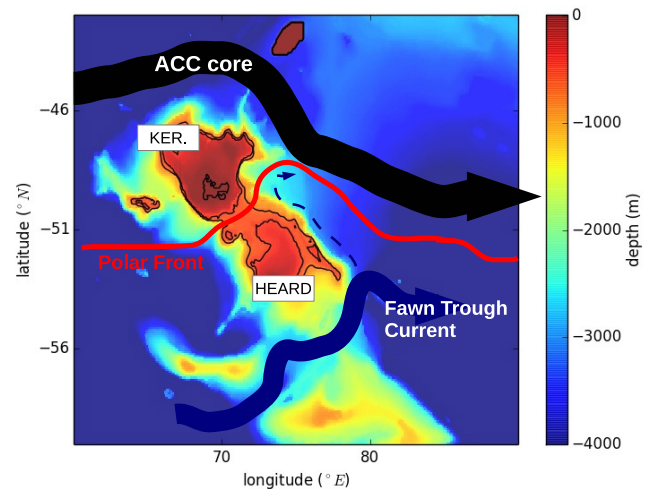 ACC core
KER.
Polar Front
HEARD
Fawn Trough
Current
−46
−51
−56
latitude (°N)
70
80
longitude (°E)
0
−1000
−2000
−3000
−4000
depth (m)